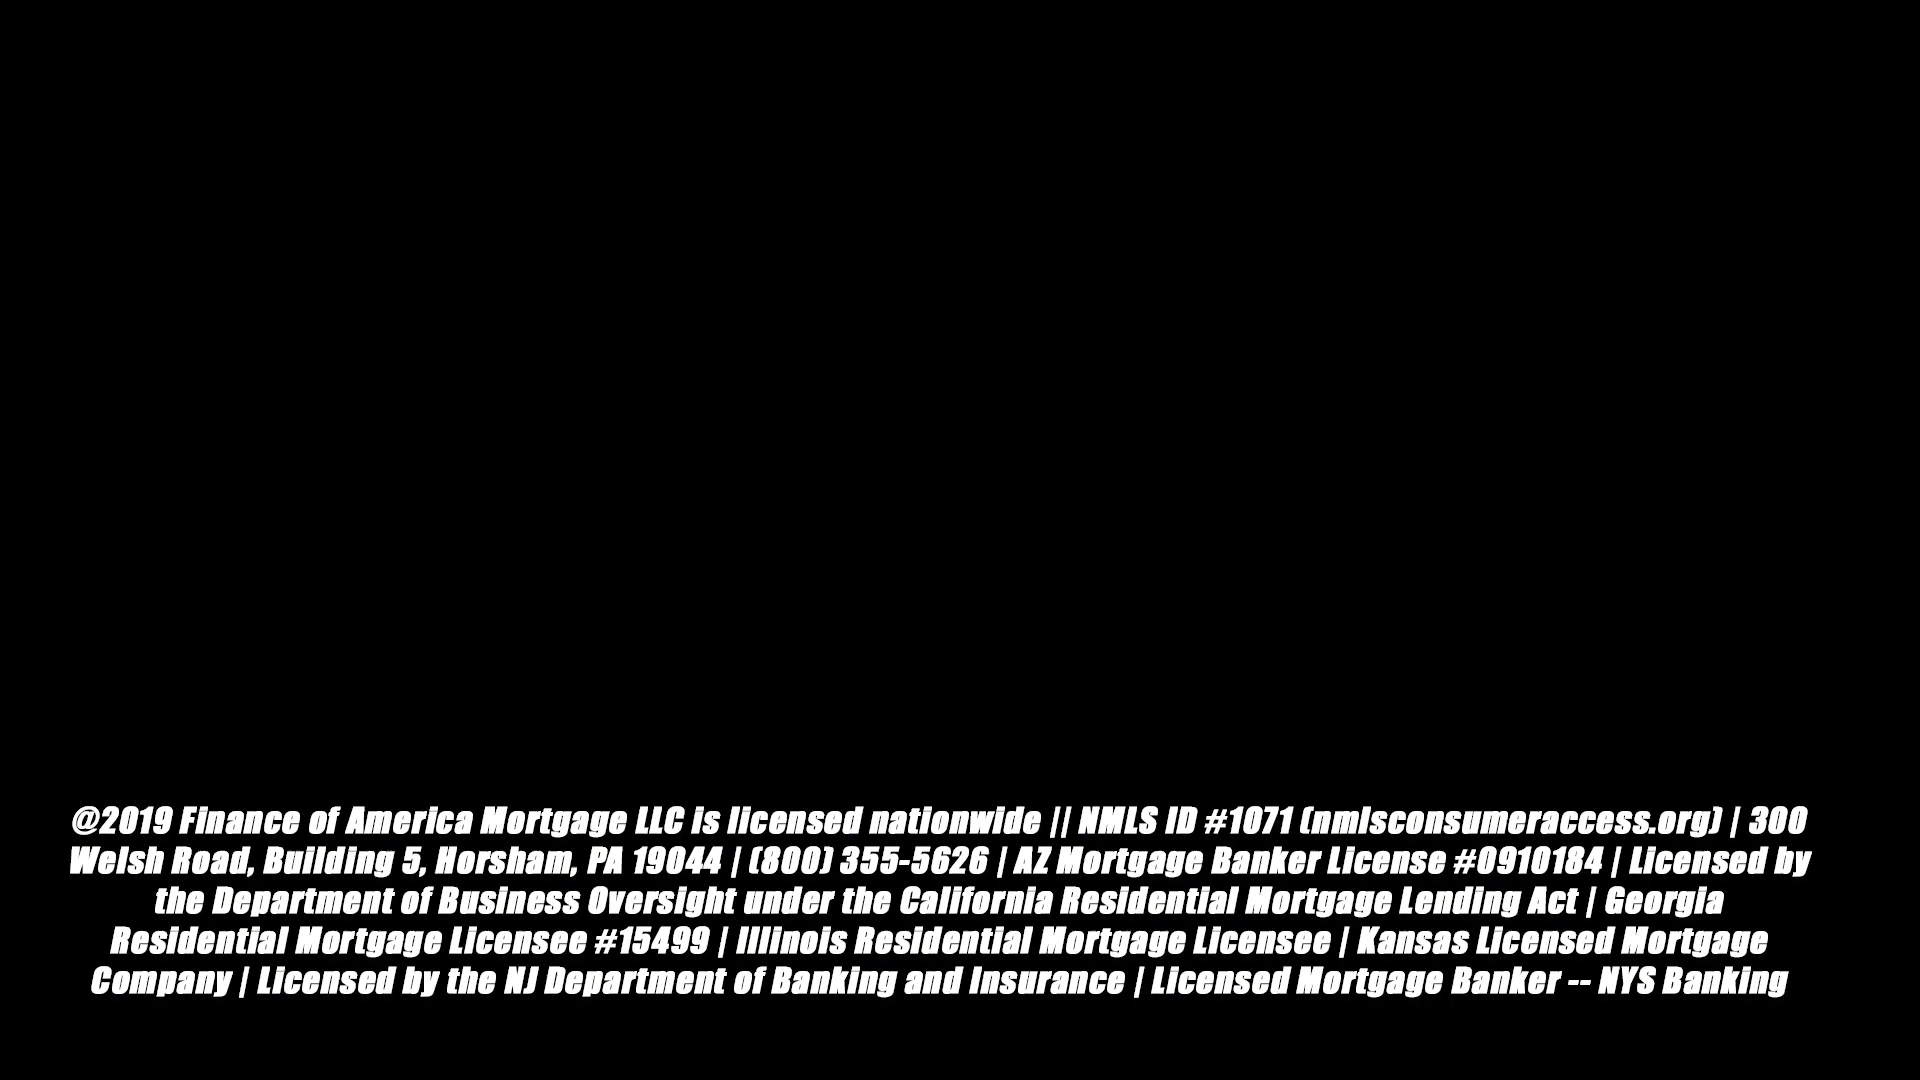 @2019 Finance of America Mortgage LLC is licensed nationwide || NMLS ID #1071 (nmlsconsumeraccess.org) | 300
Welsh Road, Building 5, Horsham, PA 19044 | (800) 355-5626 | AZ Mortgage Banker License #0910184 | Licensed by
the Department of Business Oversight under the California Residential Mortgage Lending Act | Georgia
Residential Mortgage Licensee #15499 | Illinois Residential Mortgage Licensee | Kansas Licensed Mortgage
Company | Licensed by the NJ Department of Banking and Insurance | Licensed Mortgage Banker -- NYS Banking